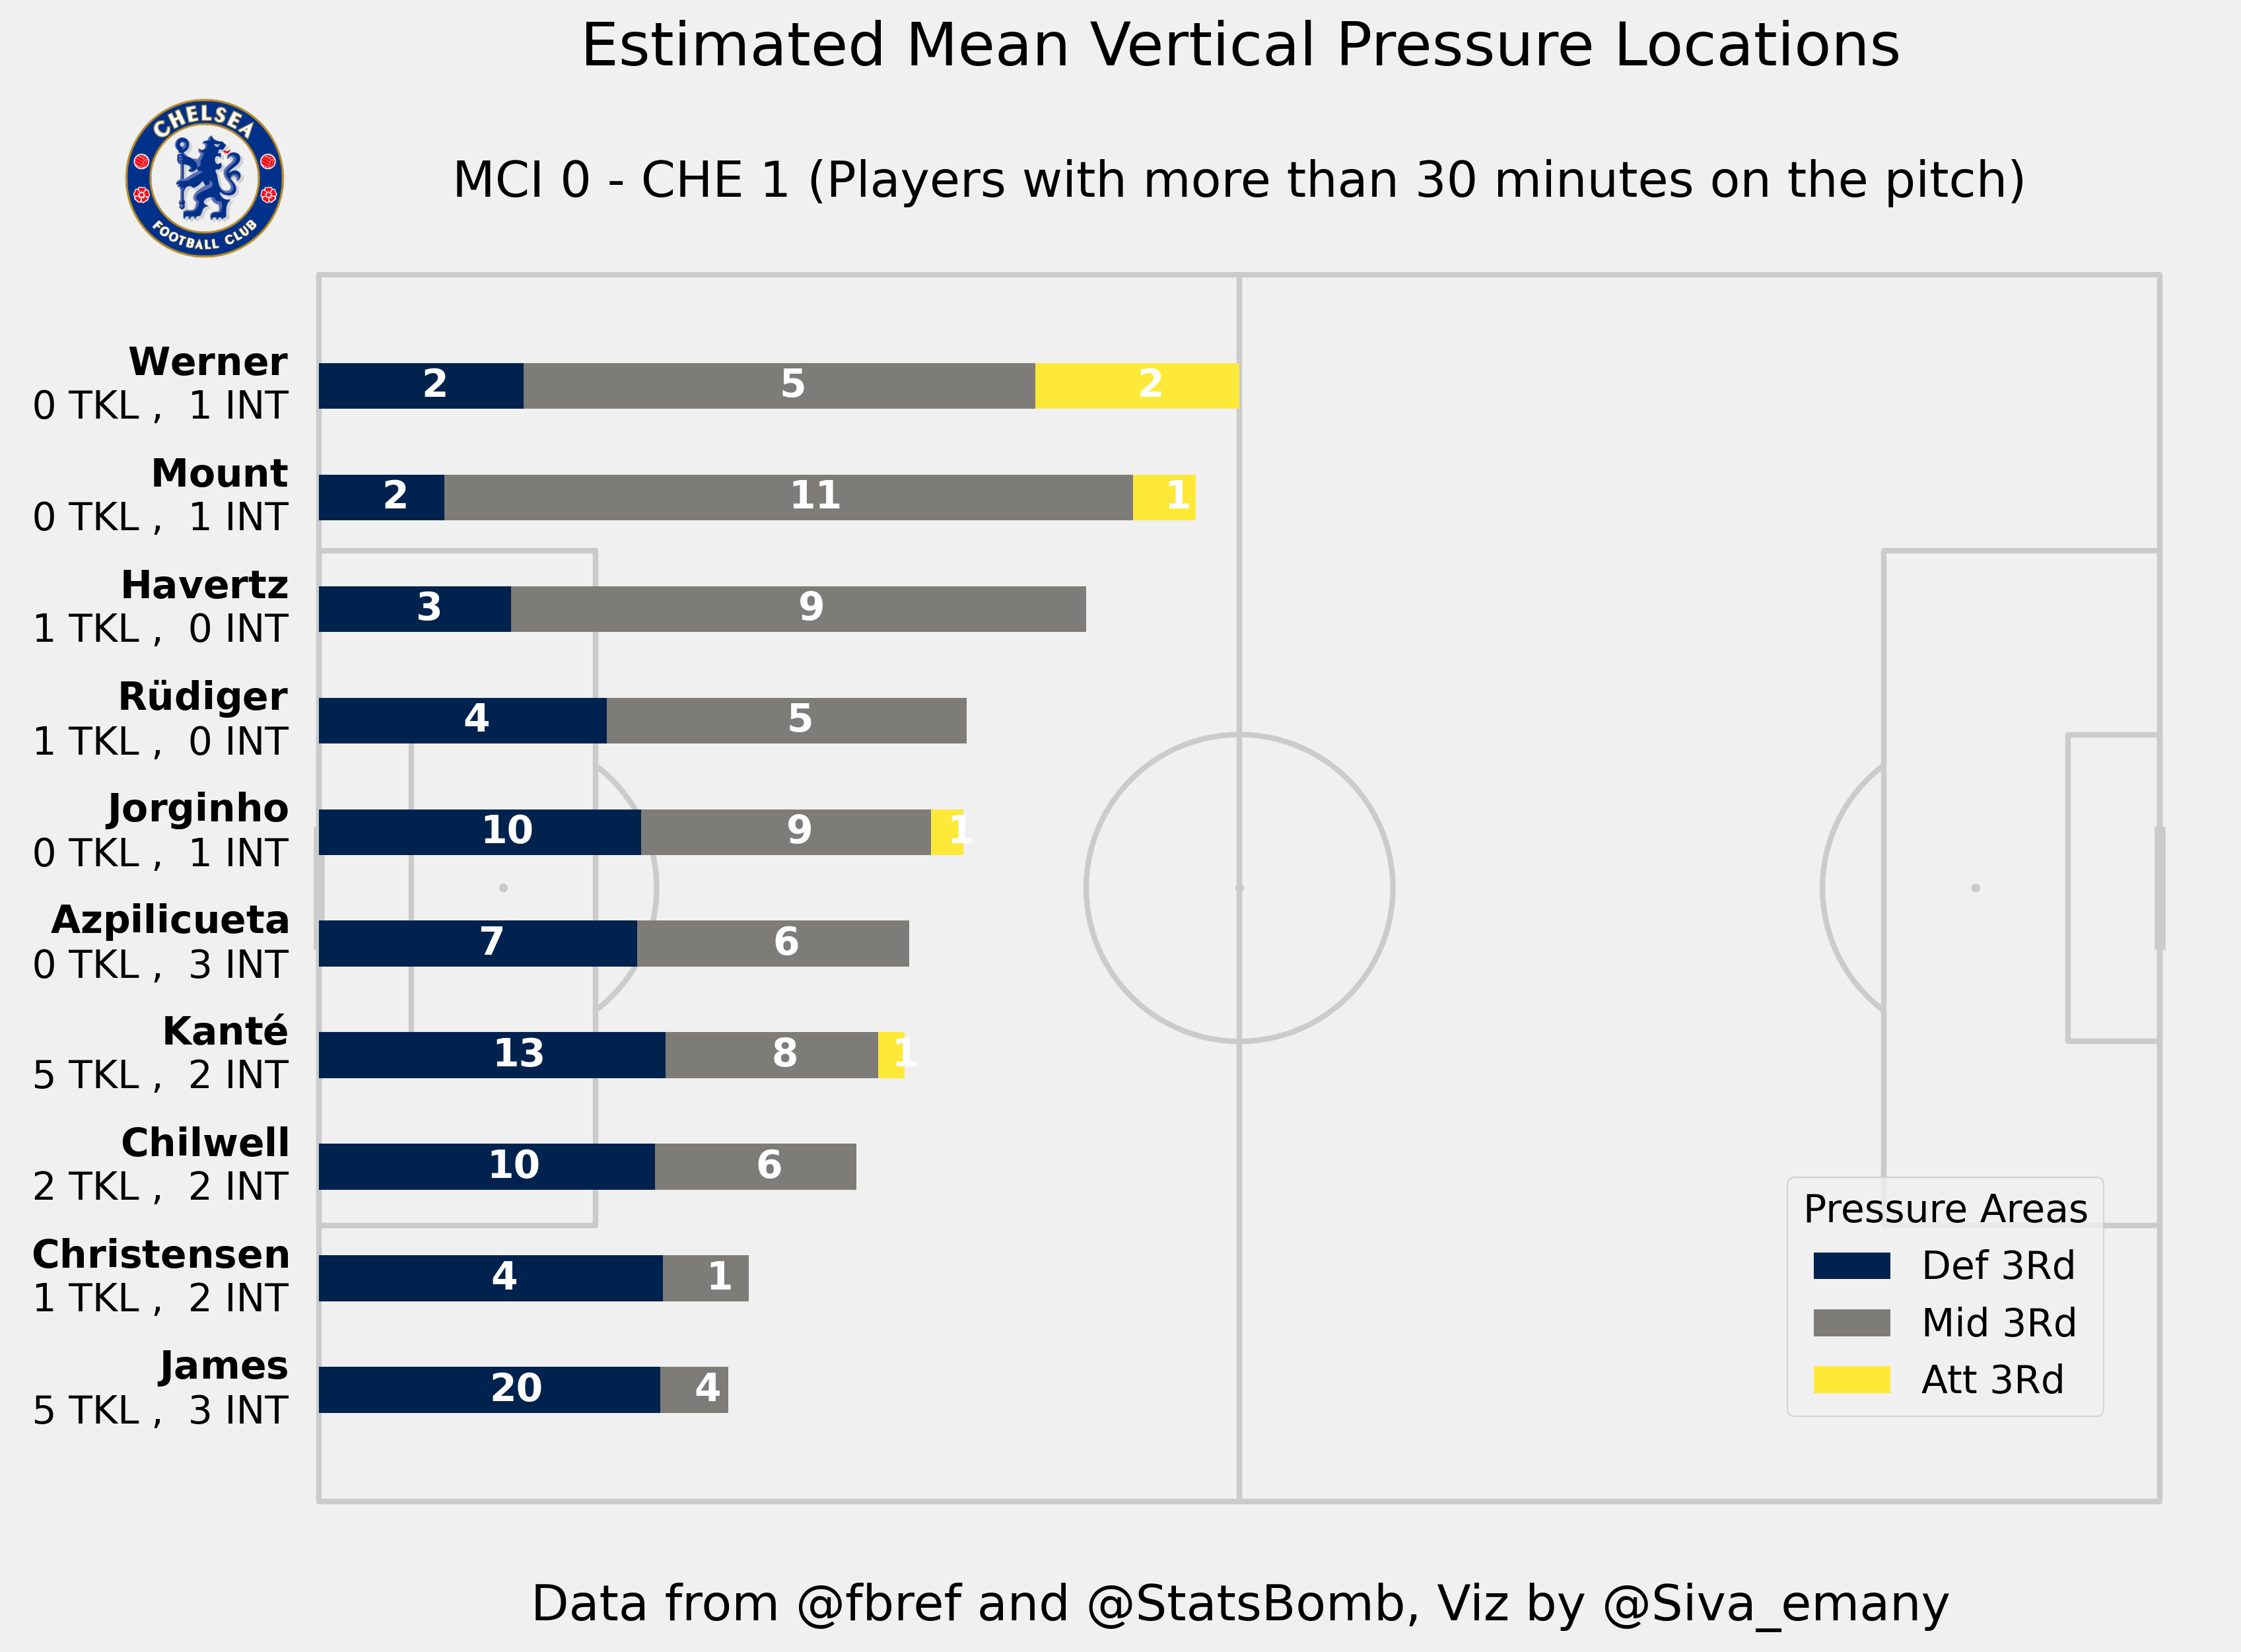 Estimated Mean Vertical Pressure Locations
CHELSEA
FOOTBALL CLUB
MCI 0 - CHE 1 (Players with more than 30 minutes on the pitch)
Werner
0 TKL ,  1 INT
2 5 2
Mount
0 TKL ,  1 INT
2 11 1
Havertz
1 TKL ,  0 INT
3 9
Rüdiger
1 TKL ,  0 INT
4 5
Jorginho
0 TKL ,  1 INT
10 9 1
Azpilicueta
0 TKL ,  3 INT
7 6
Kanté
5 TKL ,  2 INT
13 8 1
Chilwell
2 TKL ,  2 INT
10 6
Christensen
1 TKL ,  2 INT
4 1
James
5 TKL ,  3 INT
20 4
Pressure Areas
Def 3Rd
Mid 3Rd
Att 3Rd
Data from @fbref and @StatsBomb, Viz by @Siva_emany